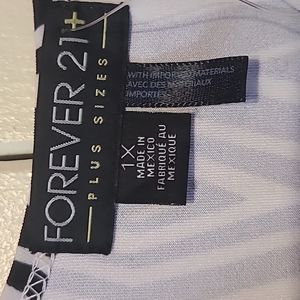 FOREVER 21+
PLUS SIZES
1X
MADE IN
MEXICO
FABRIQUÉ AU
MEXIQUE
WITH IMPORTED MATERIALS
AVEC DES MATÉRIAUX
IMPORTÉS